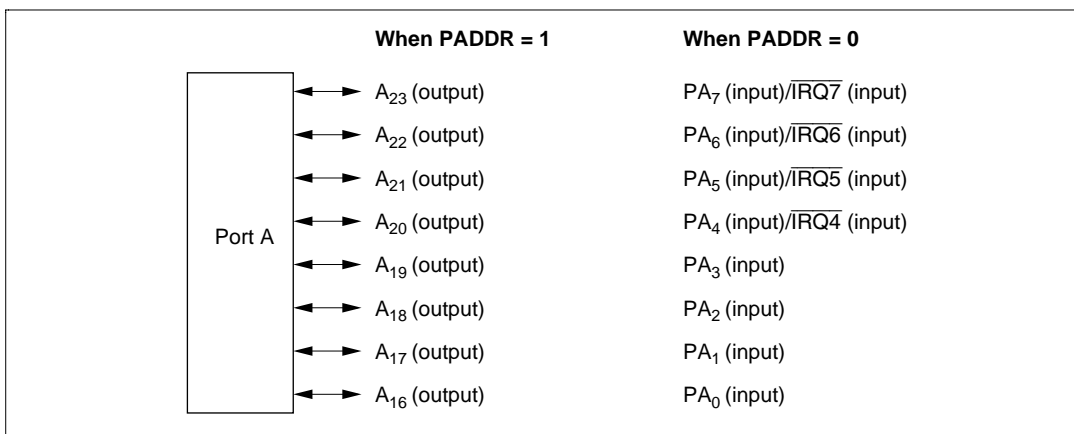 When PADDR = 1 When PADDR = 0
A23 (output) PA7 (input)/IRQ7 (input)
A22 (output) PA6 (input)/IRQ6 (input)
A21 (output) PA5 (input)/IRQ5 (input)
A20 (output) PA4 (input)/IRQ4 (input)
Port A
A19 (output) PA3 (input)
A18 (output) PA2 (input)
A17 (output) PA1 (input)
A16 (output) PA0 (input)